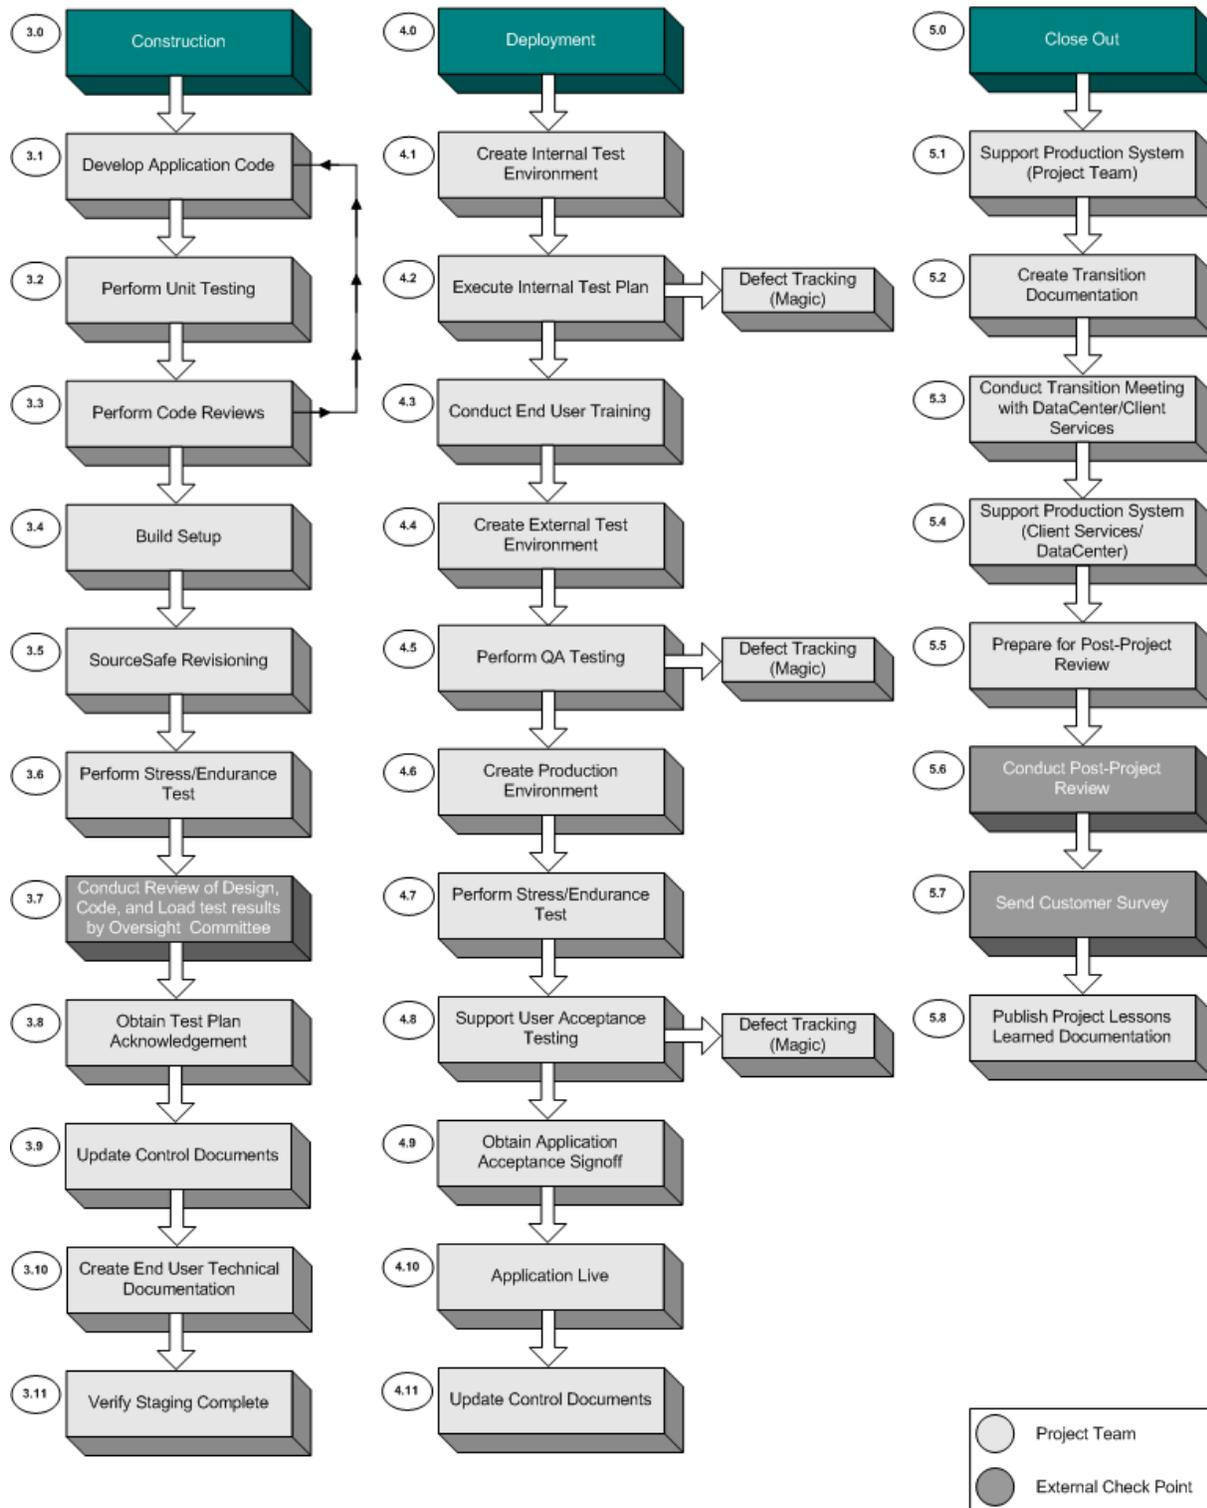 3.0
Construction
3.1
Develop Application Code
3.2
Perform Unit Testing
3.3
Perform Code Reviews
3.4
Build Setup
3.5
SourceSafe Revisioning
3.6
Perform Stress/Endurance
Test
3.7
Conduct Review of Design,
Code, and Load test results
by Oversight Committee
3.8
Obtain Test Plan
Acknowledgement
3.9
Update Control Documents
3.10
Create End User Technical
Documentation
3.11
Verify Staging Complete
4.0
Deployment
4.1
Create Internal Test
Environment
4.2
Execute Internal Test Plan
Defect Tracking
(Magic)
4.3
Conduct End User Training
4.4
Create External Test
Environment
4.5
Perform QA Testing
Defect Tracking
(Magic)
4.6
Create Production
Environment
4.7
Perform Stress/Endurance
Test
4.8
Support User Acceptance
Testing
Defect Tracking
(Magic)
4.9
Obtain Application
Acceptance Signoff
4.10
Application Live
4.11
Update Control Documents
5.0
Close Out
5.1
Support Production System
(Project Team)
5.2
Create Transition
Documentation
5.3
Conduct Transition Meeting
with DataCenter/Client
Services
5.4
Support Production System
(Client Services/
DataCenter)
5.5
Prepare for Post-Project
Review
5.6
Conduct Post-Project
Review
5.7
Send Customer Survey
5.8
Publish Project Lessons
Learned Documentation
Project Team
External Check Point